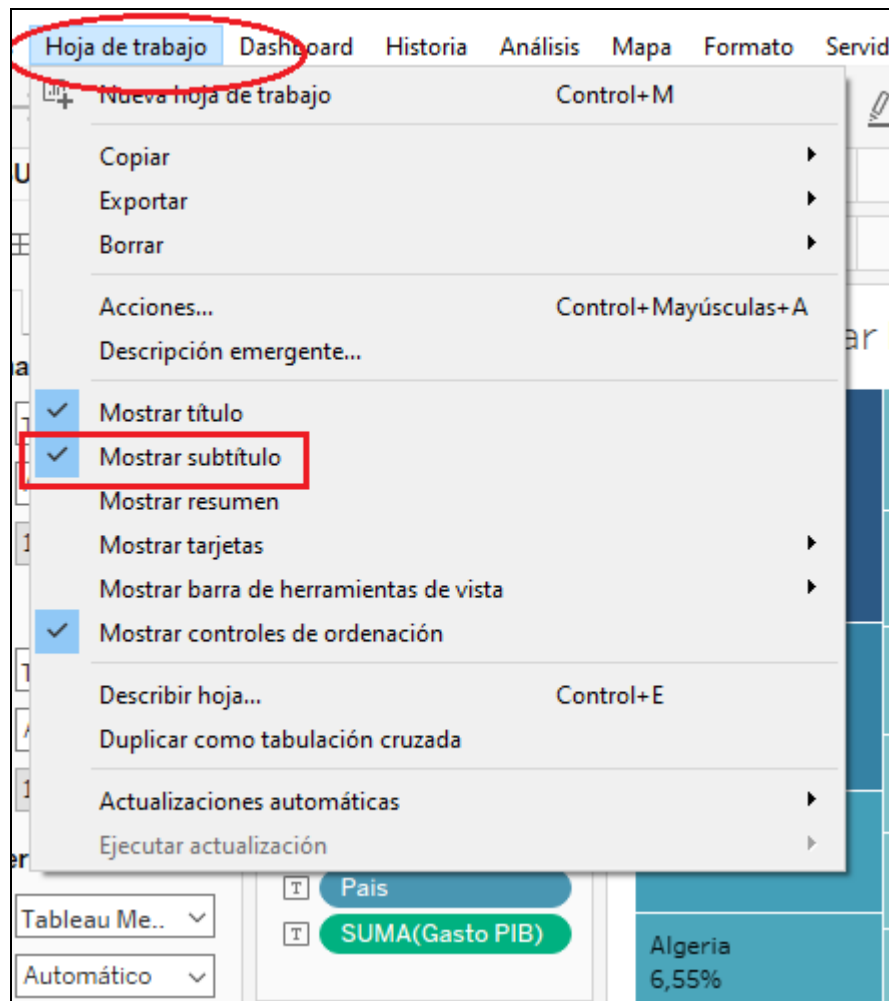 Hoja de trabajo Dashboard Historia Análisis Mapa Formato Servid
Nueva hoja de trabajo Control+M
Copiar
Exportar
Borrar
Acciones... Control+Mayúsculas+A
Descripción emergente...
ar
Mostrar título
Mostrar subtítulo
Mostrar resumen
Mostrar tarjetas
Mostrar barra de herramientas de vista
Mostrar controles de ordenación
Describir hoja... Control+E
Duplicar como tabulación cruzada
Actualizaciones automáticas
Ejecutar actualización
er
T Pais
Tableau Me..
T SUMA(Gasto PIB)
Algeria
Automático
6,55%